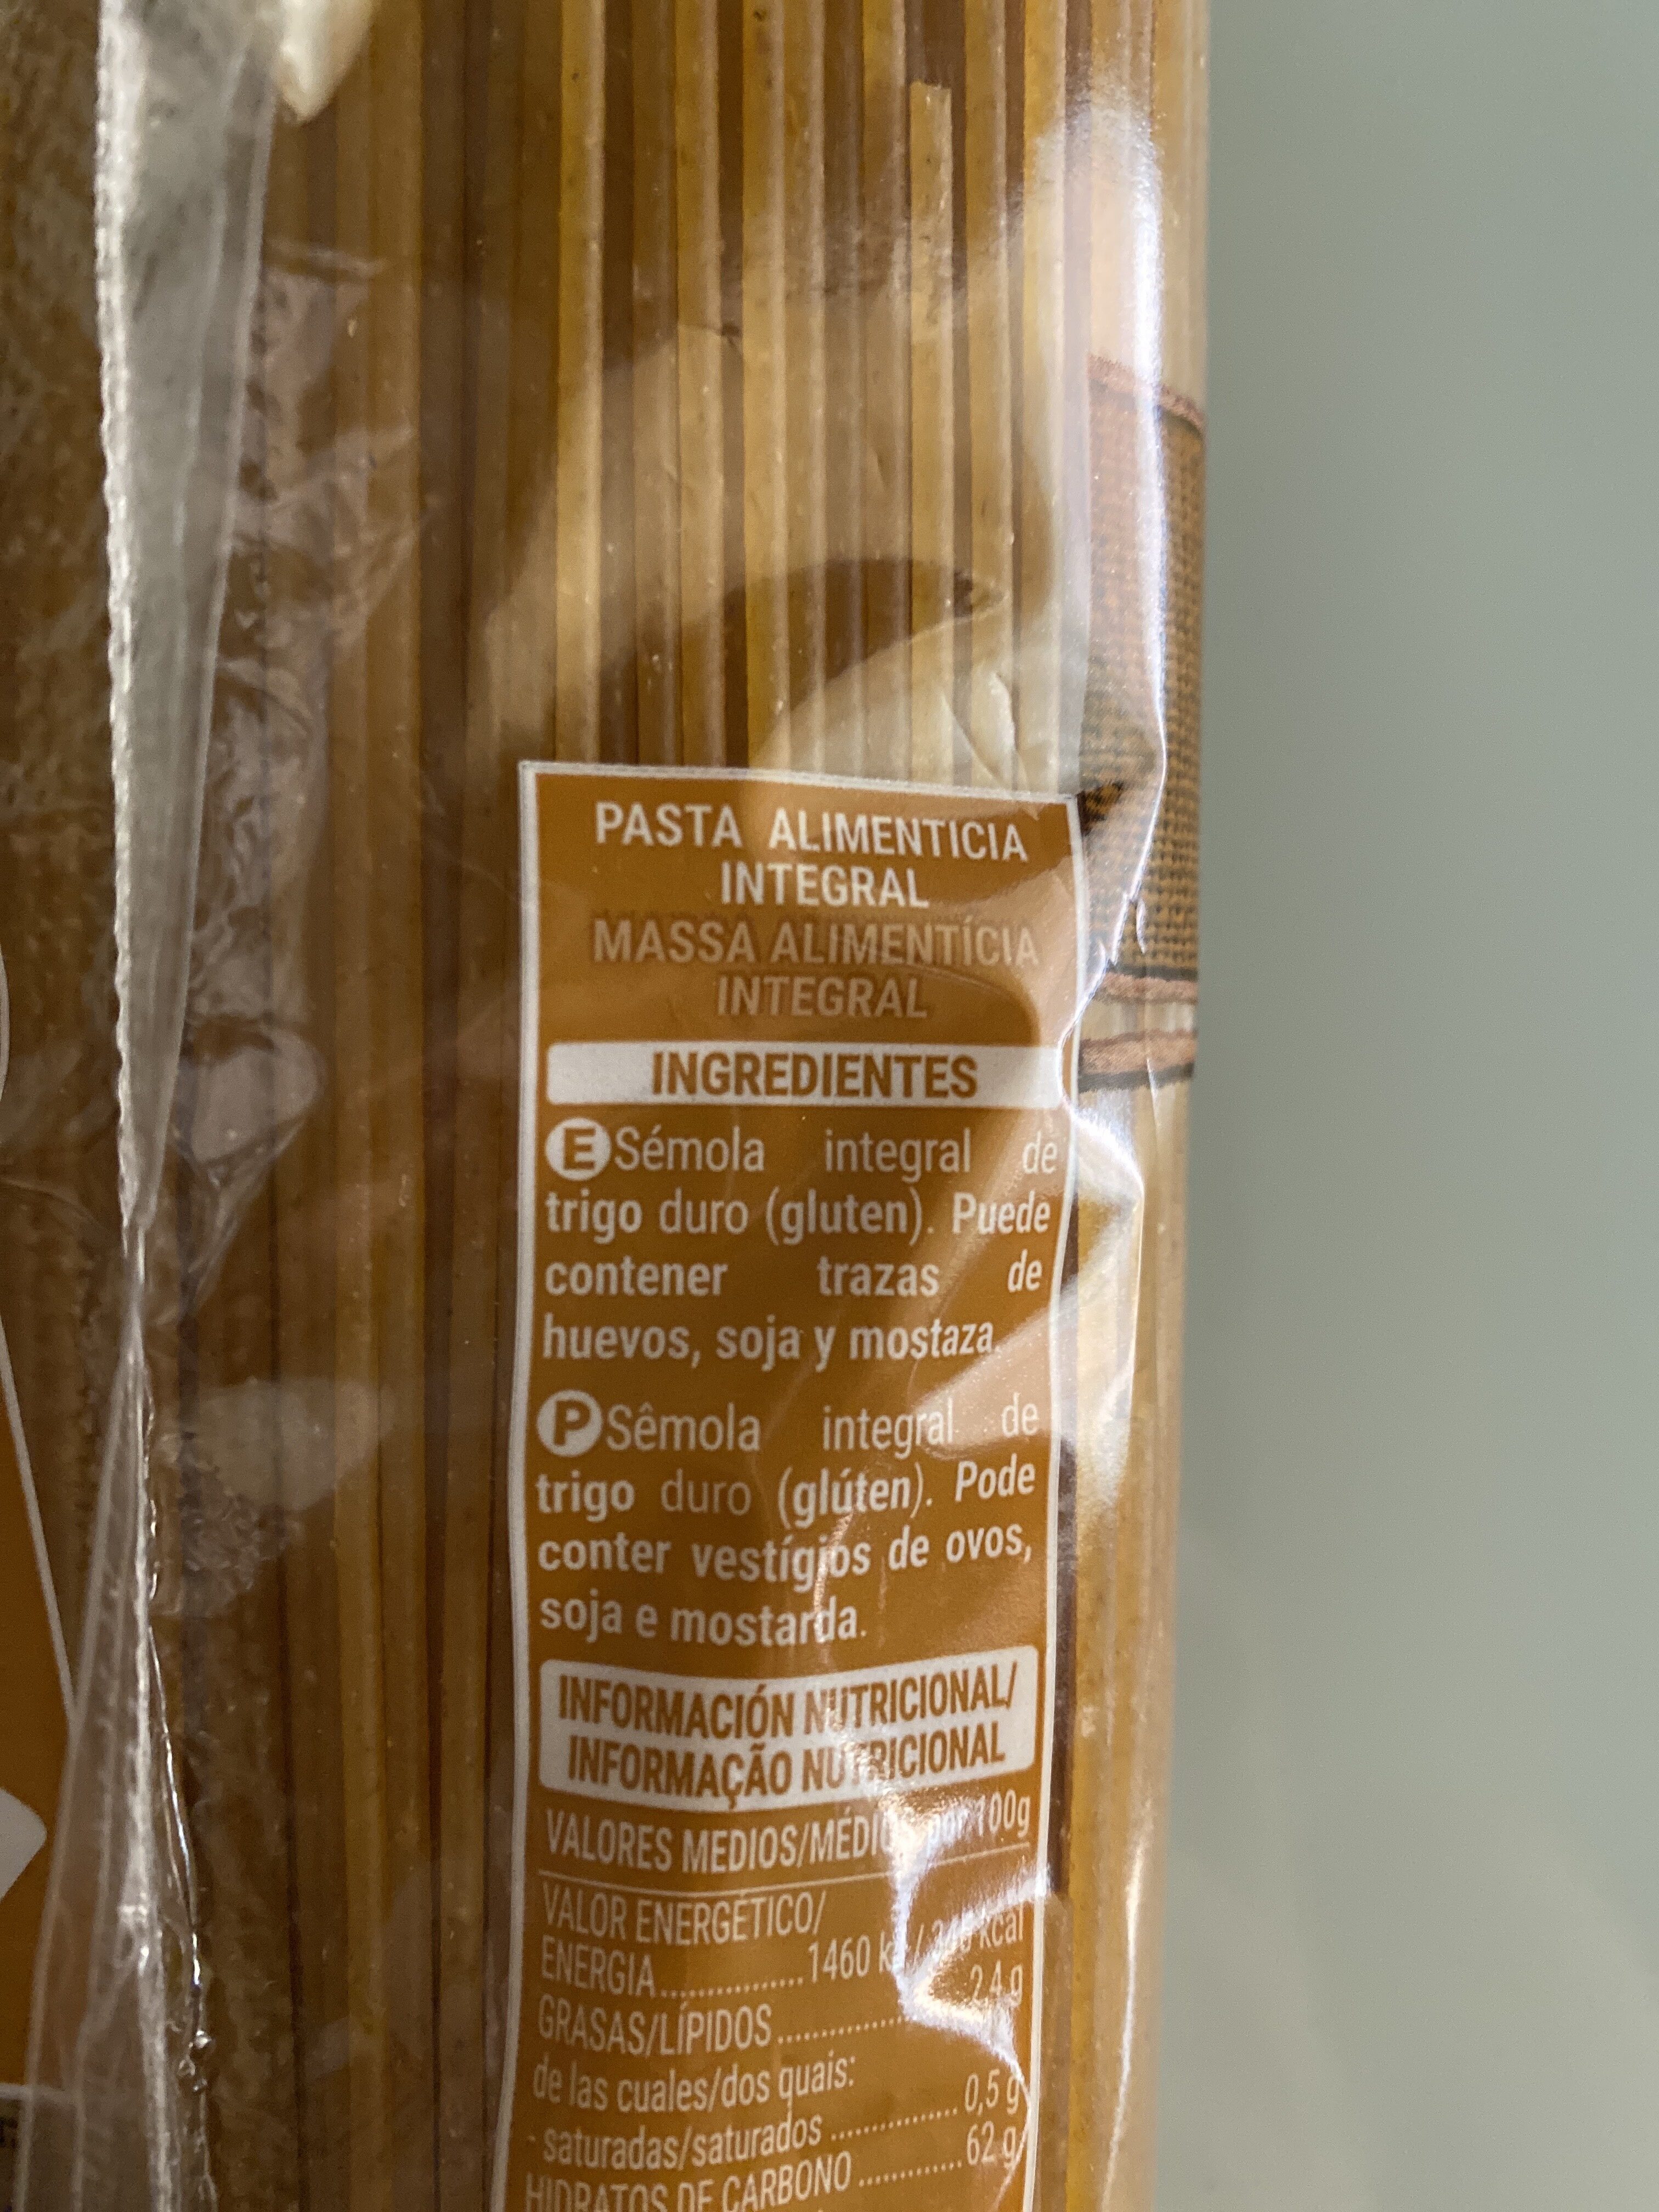 PASTA ALIMENTICIA
INTEGRAL
MASSA ALIMENTÍCIA
INTEGRAL
INGREDIENTES
E Sémola integral de
trigo duro (gluten). Puede
contener trazas de
huevos, soja y mostaza.
P Sêmola integral de
trigo duro (glúten). Pode
conter vestígios de ovos,
soja e mostarda.
INFORMACIÓN NUTRICIONAL/
INFORMAÇÃO NUTRICIONAL
VALORES MEDIOS/MÉDIOS por 100g
VALOR ENERGÉTICO/
ENERGIA..............1460 kJ/ kcal
GRASAS/LÍPIDOS.............. 2,4 g
de las cuales/dos quais:
- saturadas/saturados ............. 0,5 g
HIDRATOS DE CARBONO ............. 62 g